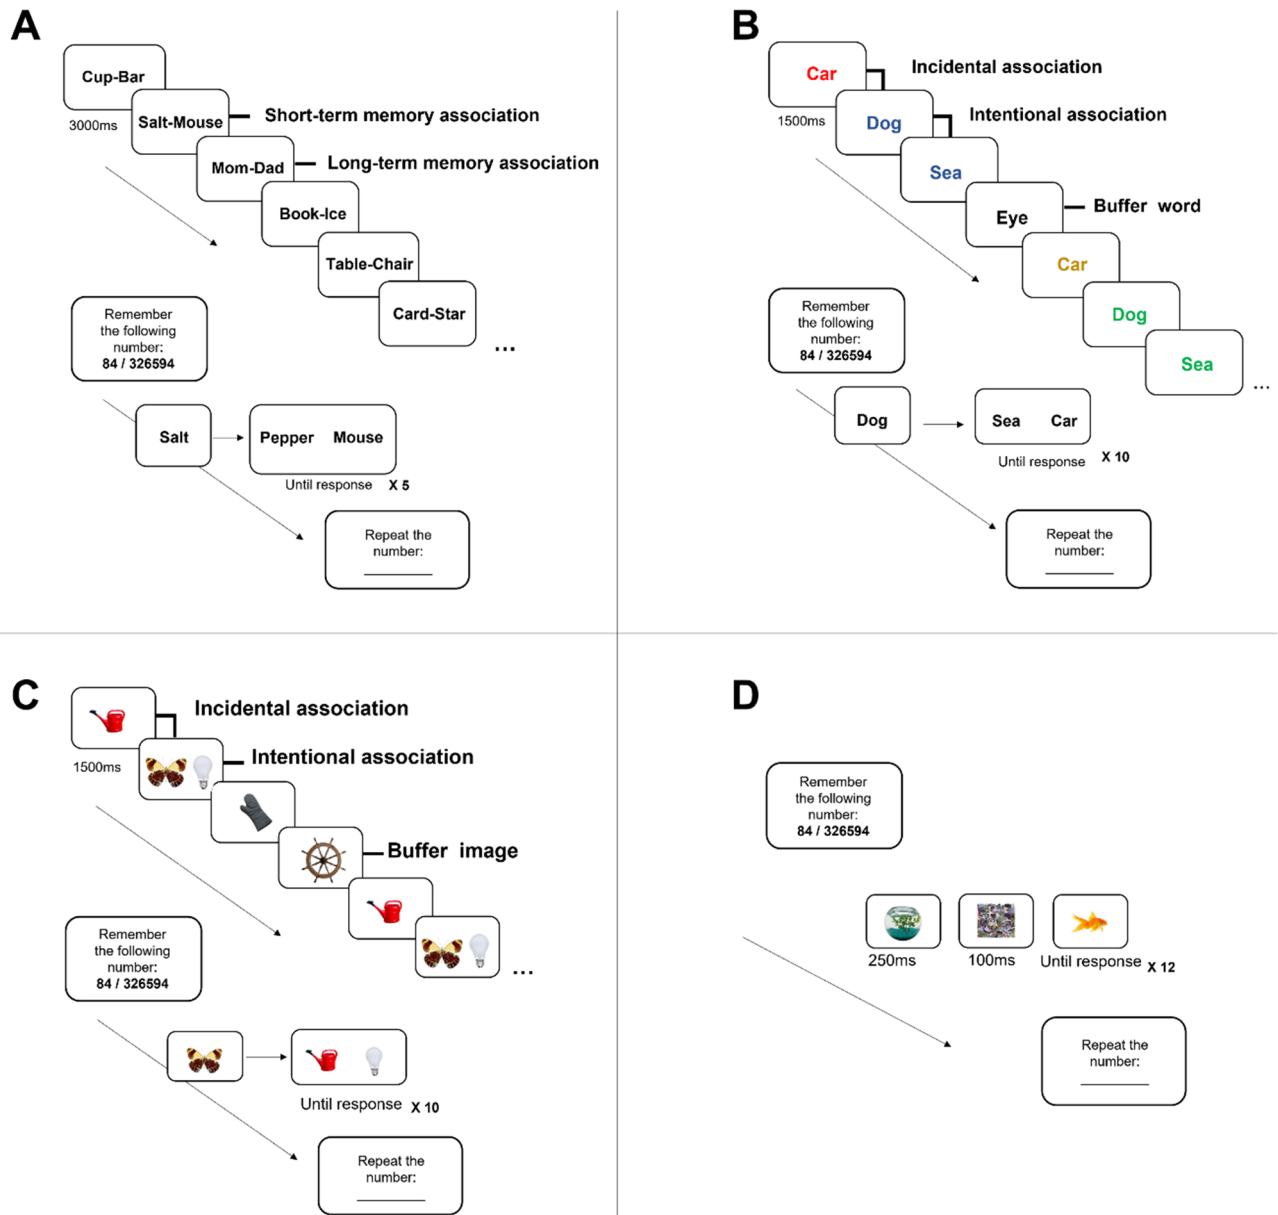 A
Cup-Bar
3000ms
Salt-Mouse
Short-term memory association
Mom-Dad
Long-term memory association
Book-Ice
Table-Chair
Card-Star
...
Remember
the following
number:
84 / 326594
Salt
Pepper Mouse
Until response X 5
Repeat the
number:
B
Car
Incidental association
1500ms
Dog
Intentional association
Sea
Eye
Buffer word
Car
Dog
Sea
...
Remember
the following
number:
84 / 326594
Dog
Sea Car
Until response X 10
Repeat the
number:
C
Incidental association
1500ms
Intentional association
Buffer image
...
Remember
the following
number:
84 / 326594
Until response X 10
Repeat the
number:
D
Remember
the following
number:
84 / 326594
250ms 100ms Until response X 12
Repeat the
number: